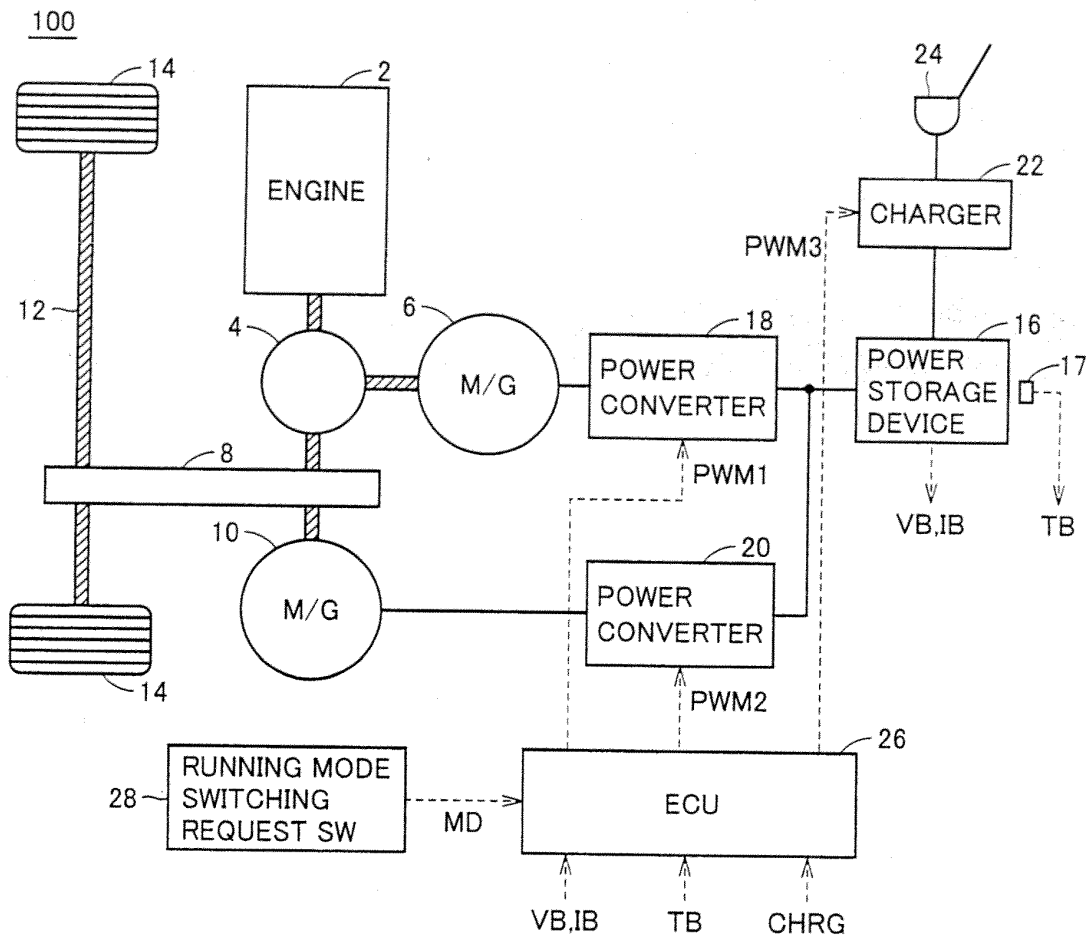 100
14
2
24
ENGINE
22
CHARGER
PWM3
12
6
4
18
16
17
M/G
POWER
CONVERTER
POWER
STORAGE
DEVICE
8
PWM1
VB,IB
TB
10
20
M/G
POWER
CONVERTER
14
PWM2
26
28
RUNNING MODE
SWITCHING
REQUEST SW
MD
ECU
VB,IB
TB
CHRG